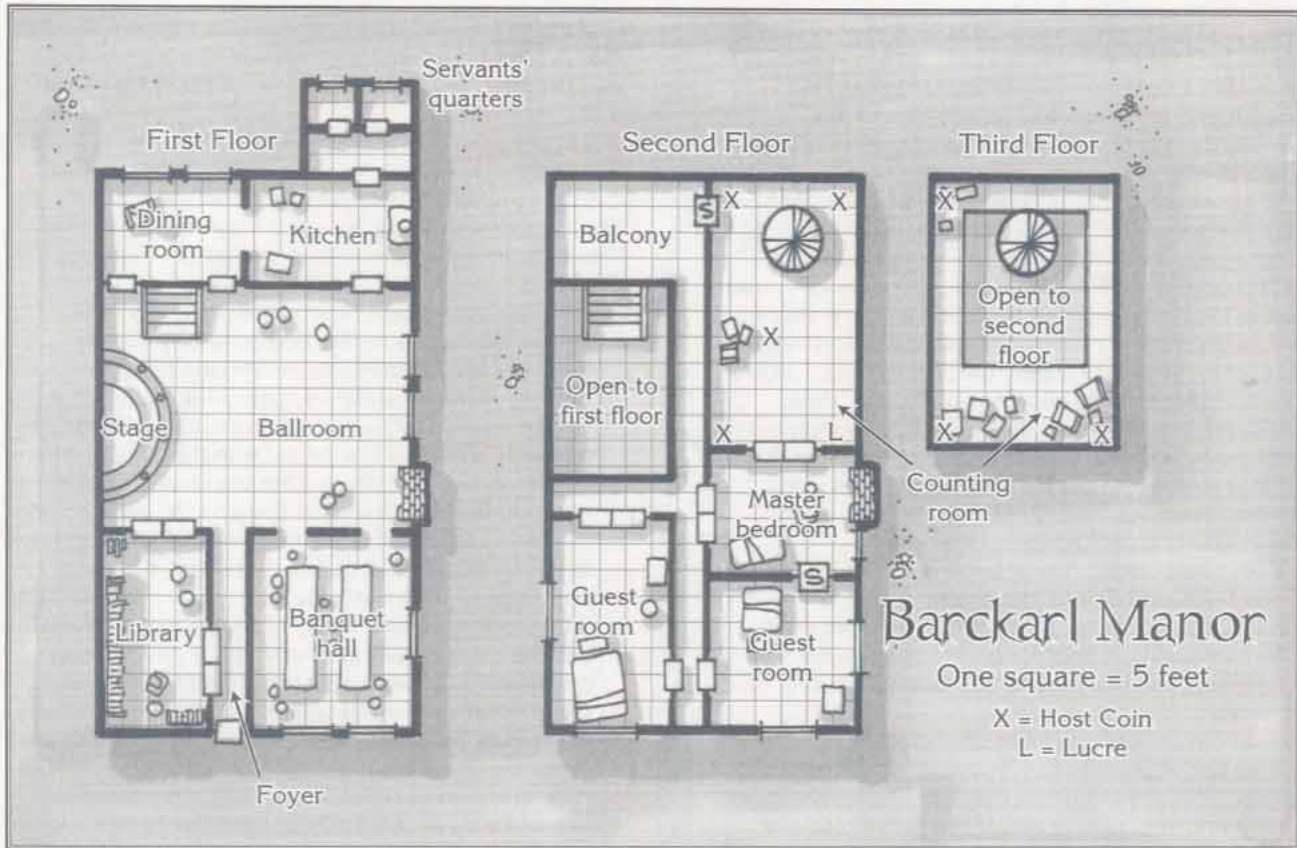 Servants'
quarters
First Floor
Dining
room
Kitchen
Stage
Ballroom
Library
Banquet
hall
Foyer
Second Floor
Balcony
S
X
X
X
Open to
first floor
X
L
Counting
room
Master
bedroom
S
Guest
room
Guest
room
Third Floor
X
Open to
second
floor
X
X
Barckarl Manor
One square = 5 feet
X = Host Coin
L = Lucre